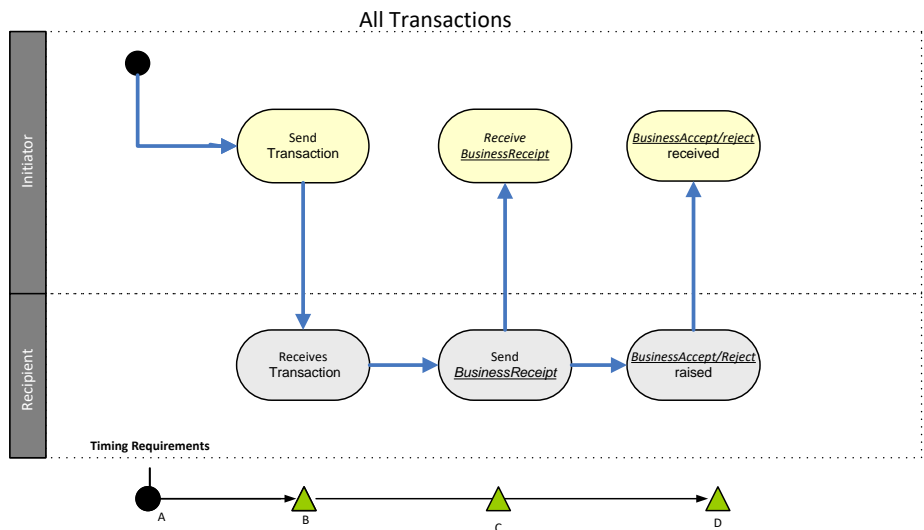 All Transactions
Initiator
Send
Transaction
Receive
BusinessReceipt
BusinessAccept/reject
received
Recipient
Receives
Transaction
Send
BusinessReceipt
BusinessAccept/Reject
raised
Timing Requirements
A
B
C
D